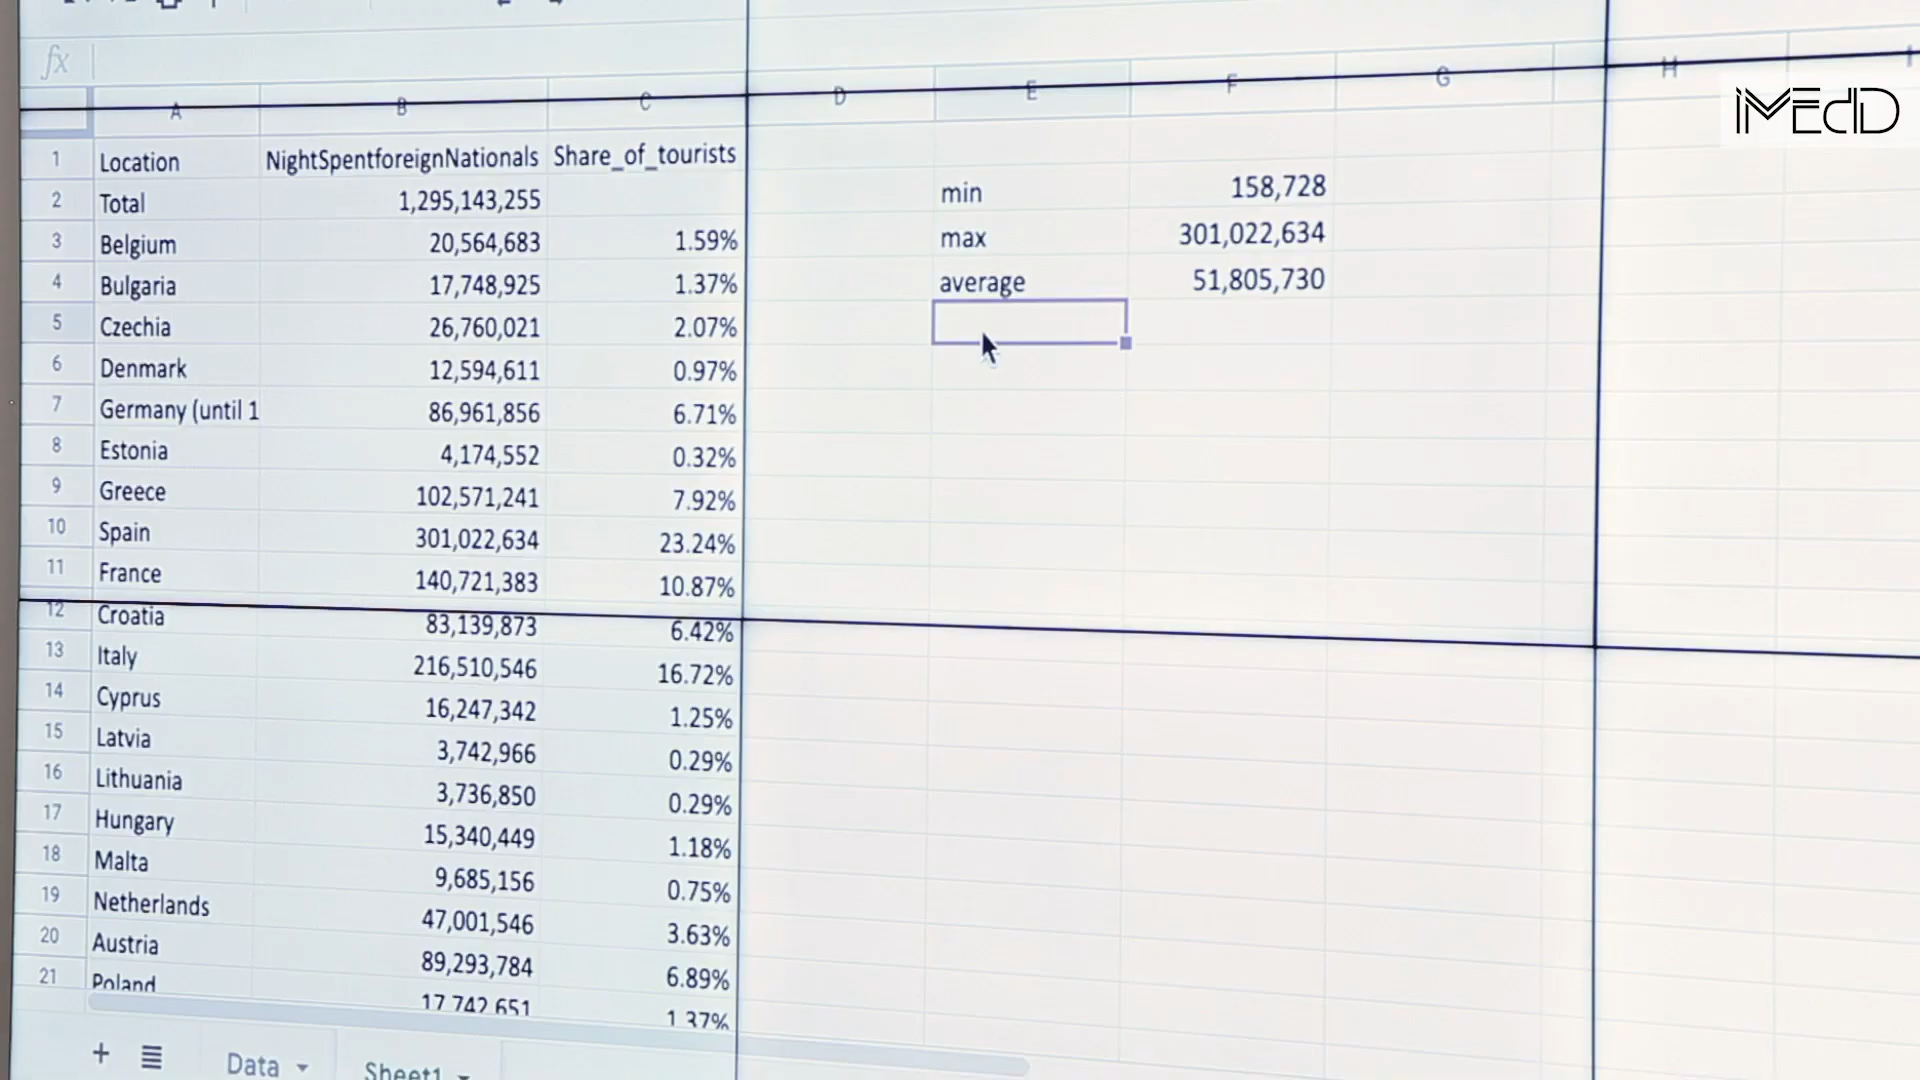 fx
A B C D E F G H
1 Location NightSpentforeignNationals Share_of_tourists
2 Total 1,295,143,255 min 158,728
3 Belgium 20,564,683 1.59% max 301,022,634
4 Bulgaria 17,748,925 1.37% average 51,805,730
5 Czechia 26,760,021 2.07%
6 Denmark 12,594,611 0.97%
7 Germany (until 1 86,961,856 6.71%
8 Estonia 4,174,552 0.32%
9 Greece 102,571,241 7.92%
10 Spain 301,022,634 23.24%
11 France 140,721,383 10.87%
12 Croatia 83,139,873 6.42%
13 Italy 216,510,546 16.72%
14 Cyprus 16,247,342 1.25%
15 Latvia 3,742,966 0.29%
16 Lithuania 3,736,850 0.29%
17 Hungary 15,340,449 1.18%
18 Malta 9,685,156 0.75%
19 Netherlands 47,001,546 3.63%
20 Austria 89,293,784 6.89%
21 Poland 17,742,651 1.37%
Data Sheet1
iMEdD